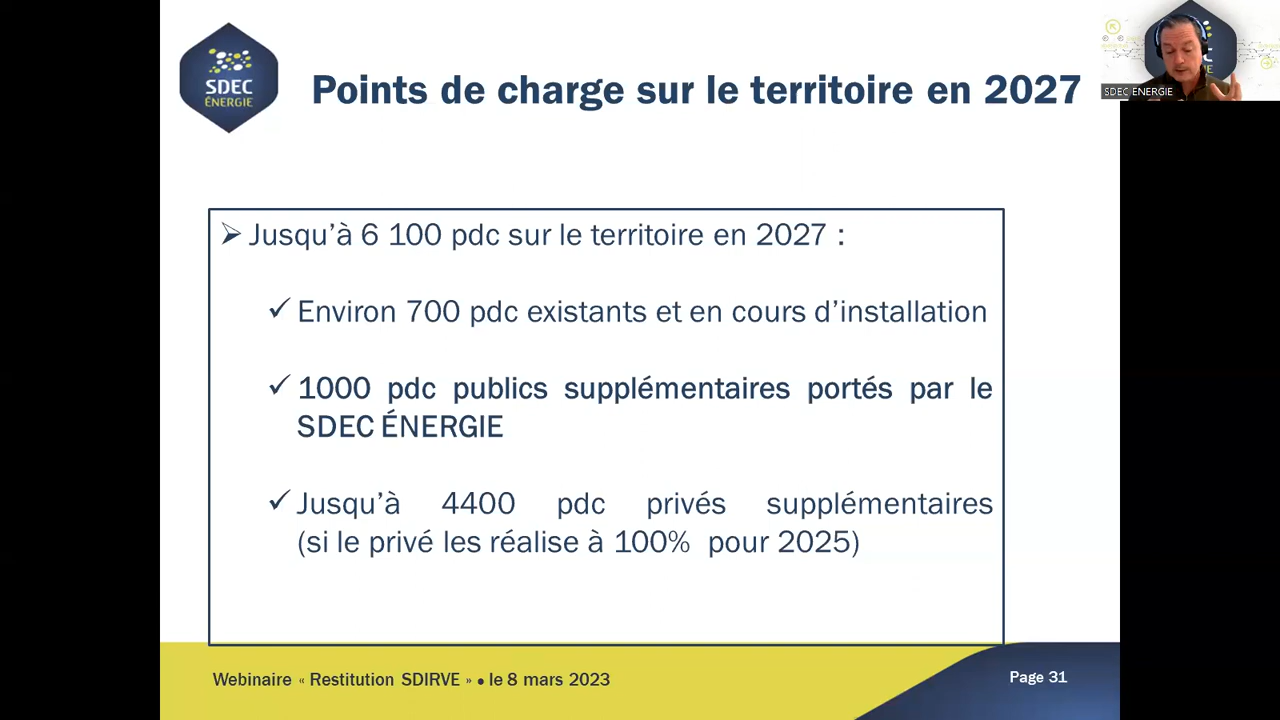 SDEC
ÉNERGIE
Points de charge sur le territoire en 2027
SDEC ENERGIE
Jusqu'à 6 100 pdc sur le territoire en 2027 :
Environ 700 pdc existants et en cours d'installation
1000 pdc publics supplémentaires portés par le
SDEC ÉNERGIE
Jusqu'à 4400 pdc privés supplémentaires
(si le privé les réalise à 100% pour 2025)
Webinaire « Restitution SDIRVE » • le 8 mars 2023
Page 31